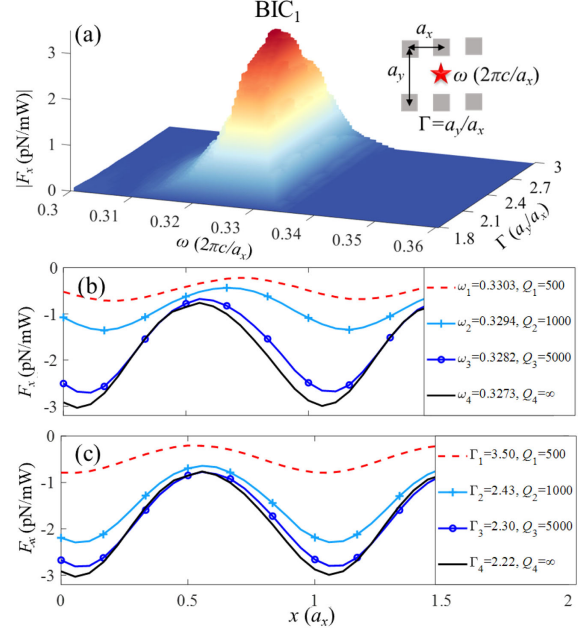 BIC₁
(a)
|Fₓ (pN/mW)|
3
2
1
0
0.3
0.31
0.32
0.33
0.34
0.35
0.36
ω (2πc/aₓ)
1.8
2.1
2.4
2.7
3
Γ (a_y/aₓ)
aₓ
a_y
ω (2πc/aₓ)
Γ=a_y/aₓ
(b)
Fₓ (pN/mW)
0
-1
-2
-3
ω₁=0.3303, Q₁=500
ω₂=0.3294, Q₂=1000
ω₃=0.3282, Q₃=5000
ω₄=0.3273, Q₄=∞
(c)
Fₓ (pN/mW)
0
-1
-2
-3
Γ₁=3.50, Q₁=500
Γ₂=2.43, Q₂=1000
Γ₃=2.30, Q₃=5000
Γ₄=2.22, Q₄=∞
0
0.5
1
1.5
2
x (aₓ)